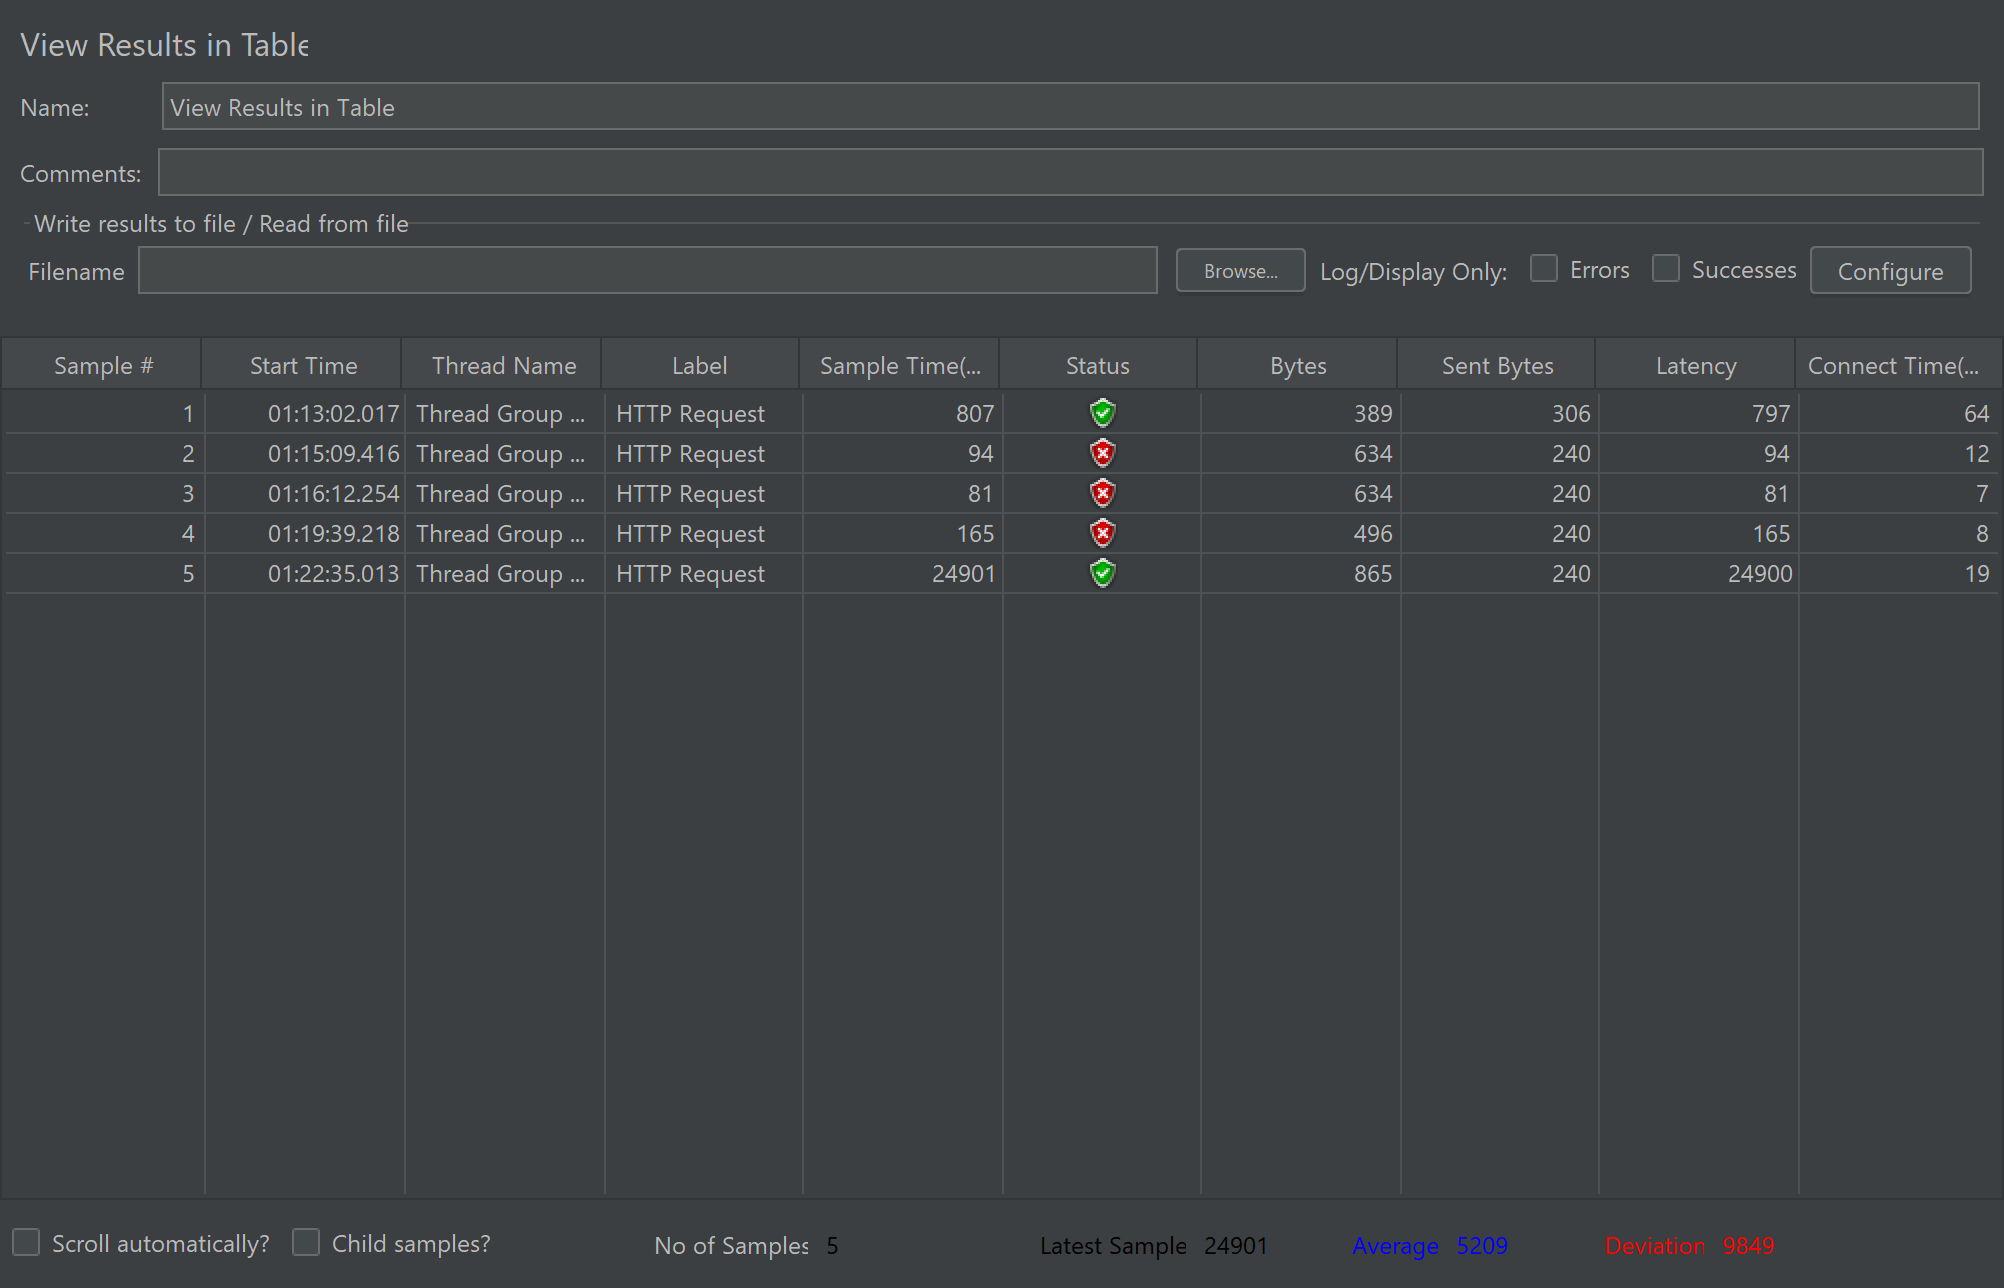 View Results in Table
Name: View Results in Table
Comments:
Write results to file / Read from file
Filename Browse... Log/Display Only: Errors Successes Configure
Sample # Start Time Thread Name Label Sample Time(... Status Bytes Sent Bytes Latency Connect Time(...
1 01:13:02.017 Thread Group ... HTTP Request 807 389 306 797 64
2 01:15:09.416 Thread Group ... HTTP Request 94 634 240 94 12
3 01:16:12.254 Thread Group ... HTTP Request 81 634 240 81 7
4 01:19:39.218 Thread Group ... HTTP Request 165 496 240 165 8
5 01:22:35.013 Thread Group ... HTTP Request 24901 865 240 24900 19
Scroll automatically? Child samples? No of Samples 5 Latest Sample 24901 Average 5209 Deviation 9849